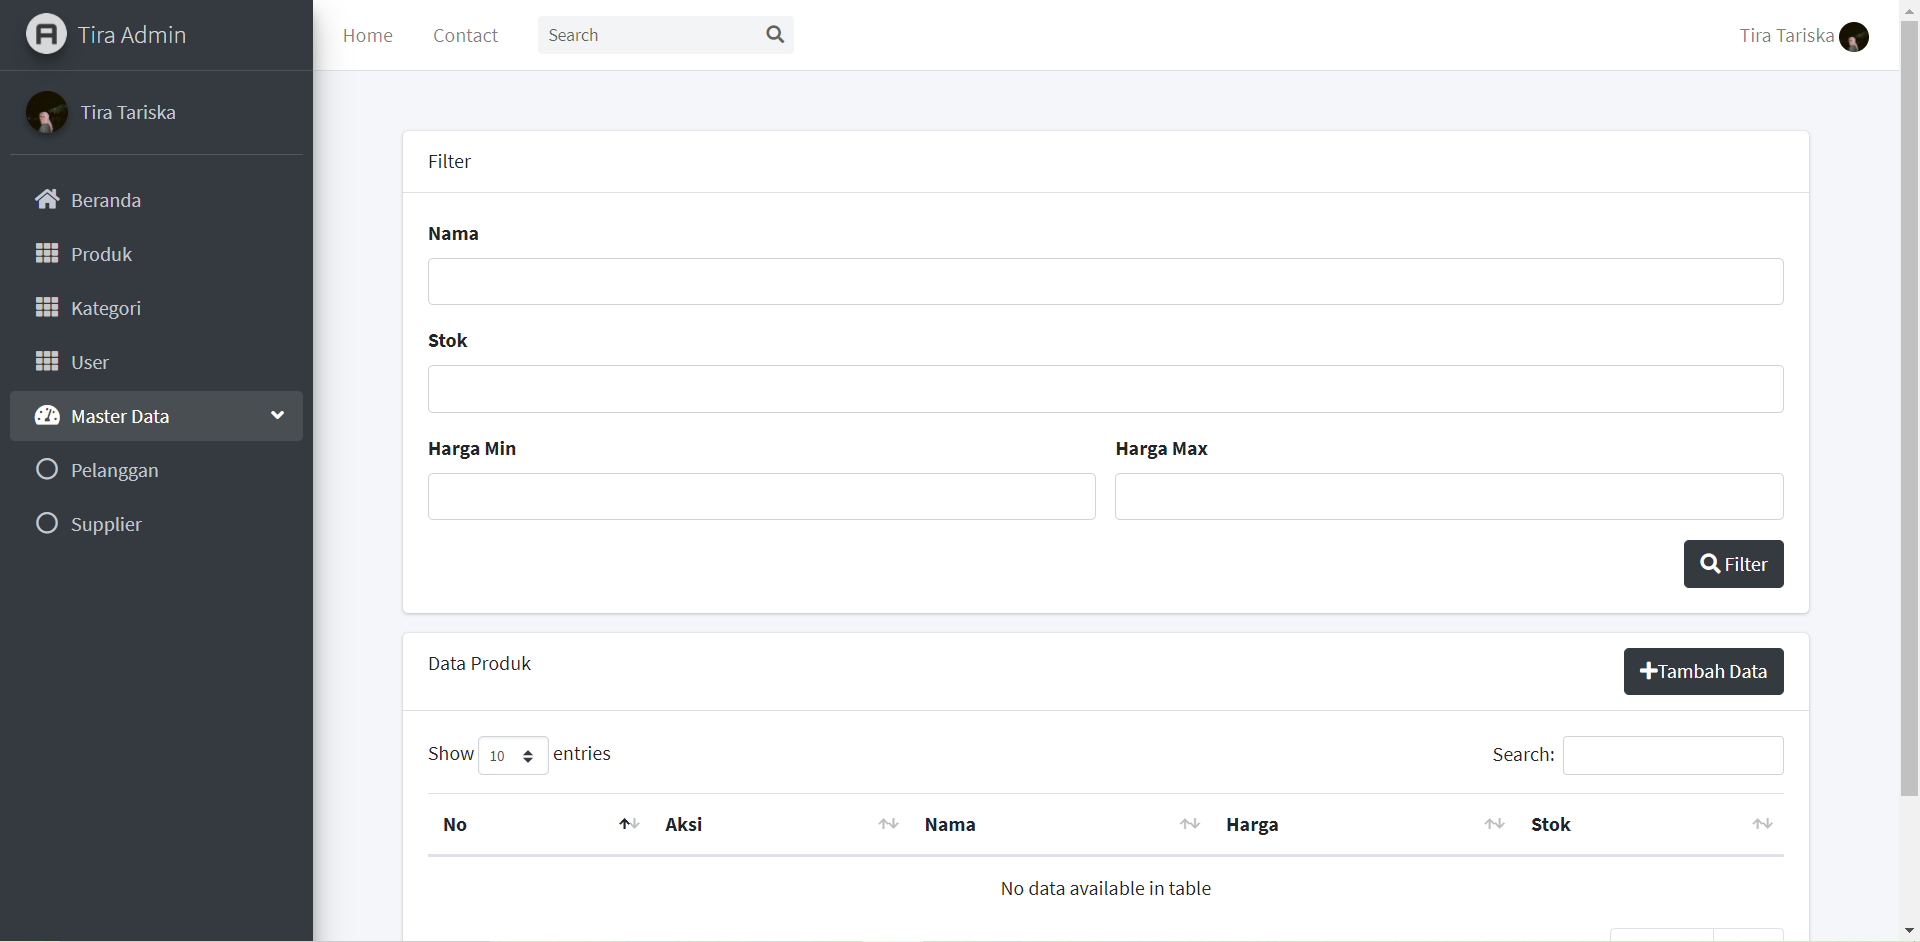 Tira Admin
Home
Contact
Search
Tira Tariska
Tira Tariska
Beranda
Produk
Kategori
User
Master Data
Pelanggan
Supplier
Filter
Nama
Stok
Harga Min
Harga Max
Filter
Data Produk
Tambah Data
Show 10 entries
Search:
No
Aksi
Nama
Harga
Stok
No data available in table